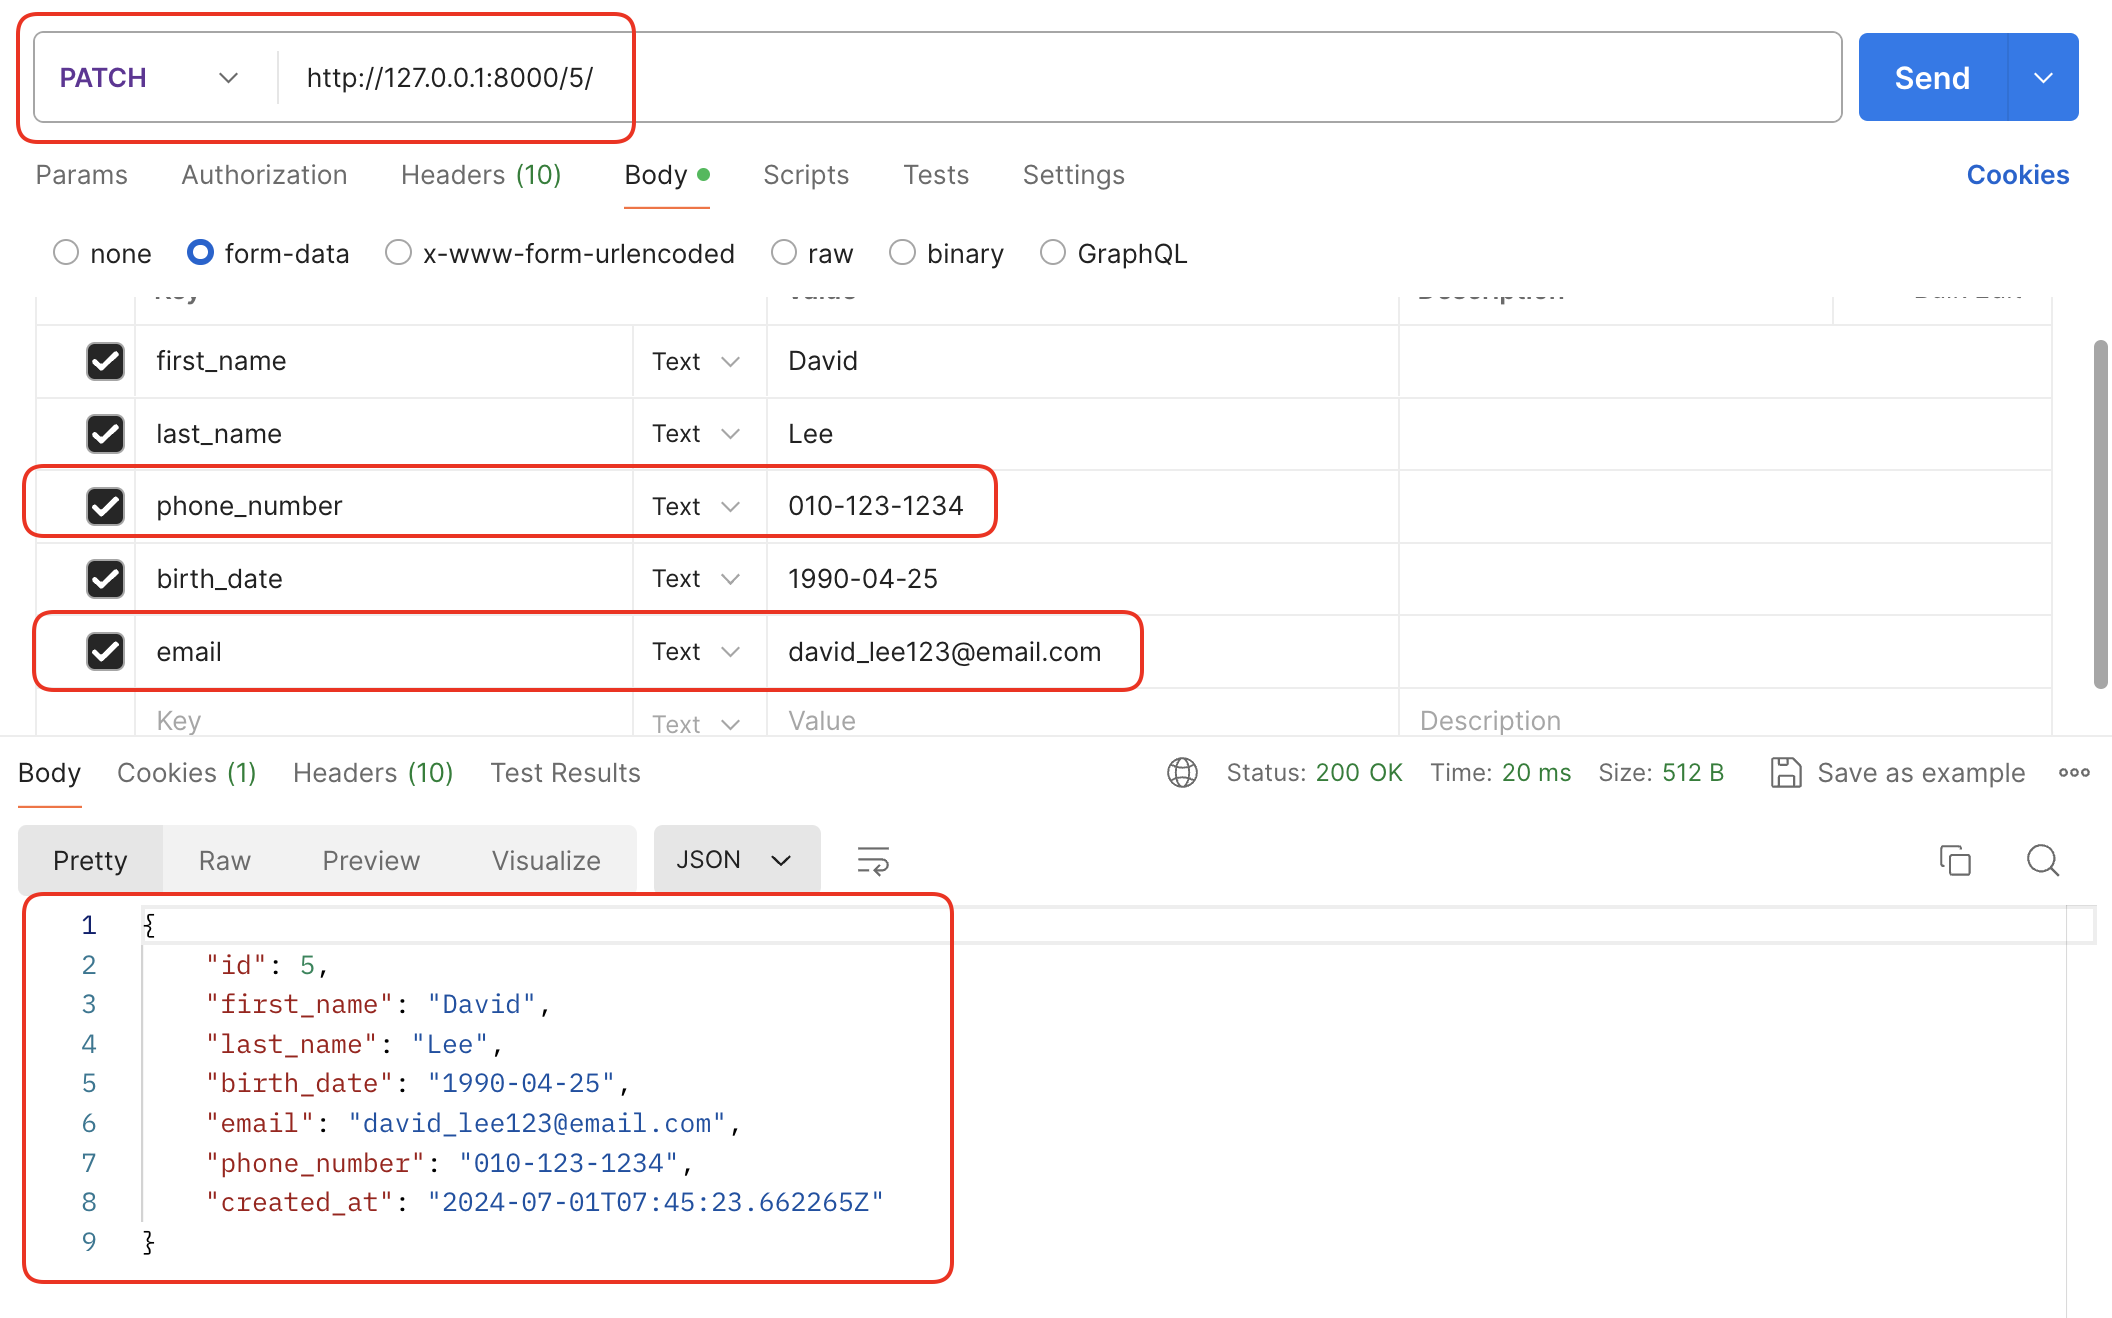 PATCH http://127.0.0.1:8000/5/ Send
Params Authorization Headers (10) Body Scripts Tests Settings Cookies
none form-data x-www-form-urlencoded raw binary GraphQL
first_name Text David
last_name Text Lee
phone_number Text 010-123-1234
birth_date Text 1990-04-25
email Text david_lee123@email.com
Key Text Value Description
Body Cookies (1) Headers (10) Test Results Status: 200 OK Time: 20 ms Size: 512 B Save as example
Pretty Raw Preview Visualize JSON
1 {
2 "id": 5,
3 "first_name": "David",
4 "last_name": "Lee",
5 "birth_date": "1990-04-25",
6 "email": "david_lee123@email.com",
7 "phone_number": "010-123-1234",
8 "created_at": "2024-07-01T07:45:23.662265Z"
9 }